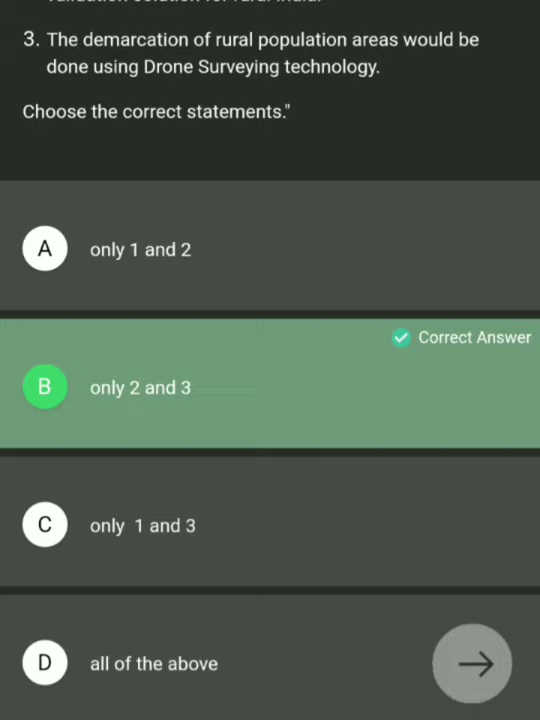 3. The demarcation of rural population areas would be
done using Drone Surveying technology.
Choose the correct statements."
A only 1 and 2
Correct Answer
B only 2 and 3
C only 1 and 3
D all of the above